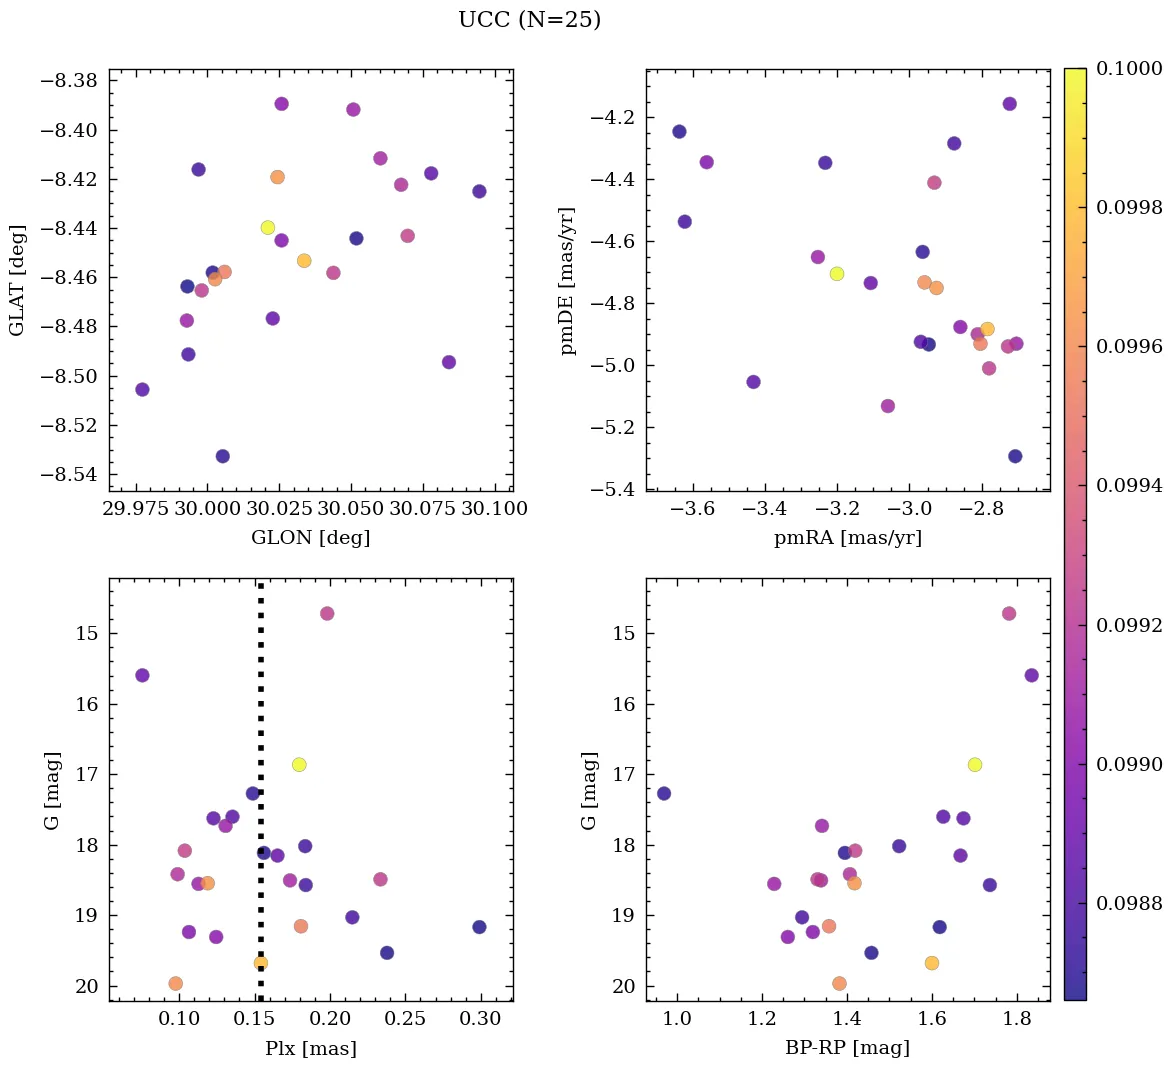 UCC (N=25)
−8.38
−8.40
−8.42
−8.44
−8.46
−8.48
−8.50
−8.52
−8.54
GLAT [deg]
29.975 30.000 30.025 30.050 30.075 30.100
GLON [deg]
−4.2
−4.4
−4.6
−4.8
−5.0
−5.2
−5.4
pmDE [mas/yr]
−3.6 −3.4 −3.2 −3.0 −2.8
pmRA [mas/yr]
15
16
17
18
19
20
G [mag]
0.10 0.15 0.20 0.25 0.30
Plx [mas]
15
16
17
18
19
20
G [mag]
1.0 1.2 1.4 1.6 1.8
BP-RP [mag]
0.1000
0.0998
0.0996
0.0994
0.0992
0.0990
0.0988